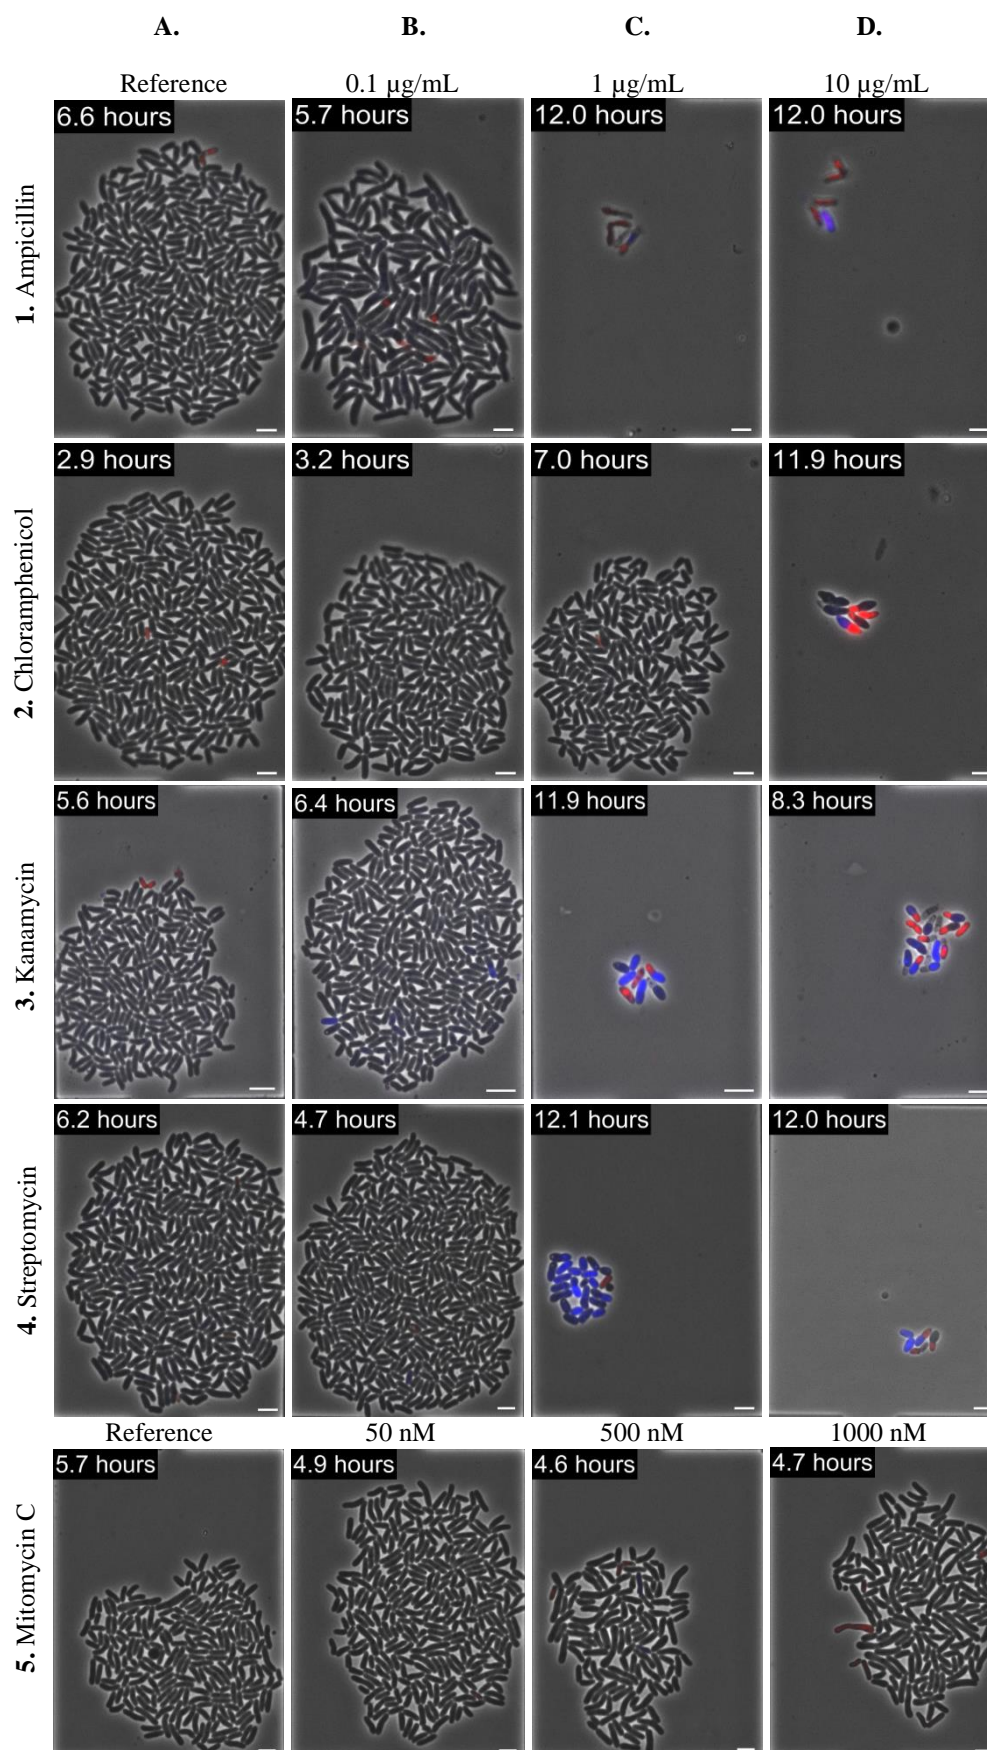 A. B. C. D.
Reference 0.1 µg/mL 1 µg/mL 10 µg/mL
1. Ampicillin
6.6 hours 5.7 hours 12.0 hours 12.0 hours
2. Chloramphenicol
2.9 hours 3.2 hours 7.0 hours 11.9 hours
3. Kanamycin
5.6 hours 6.4 hours 11.9 hours 8.3 hours
4. Streptomycin
6.2 hours 4.7 hours 12.1 hours 12.0 hours
Reference 50 nM 500 nM 1000 nM
5. Mitomycin C
5.7 hours 4.9 hours 4.6 hours 4.7 hours